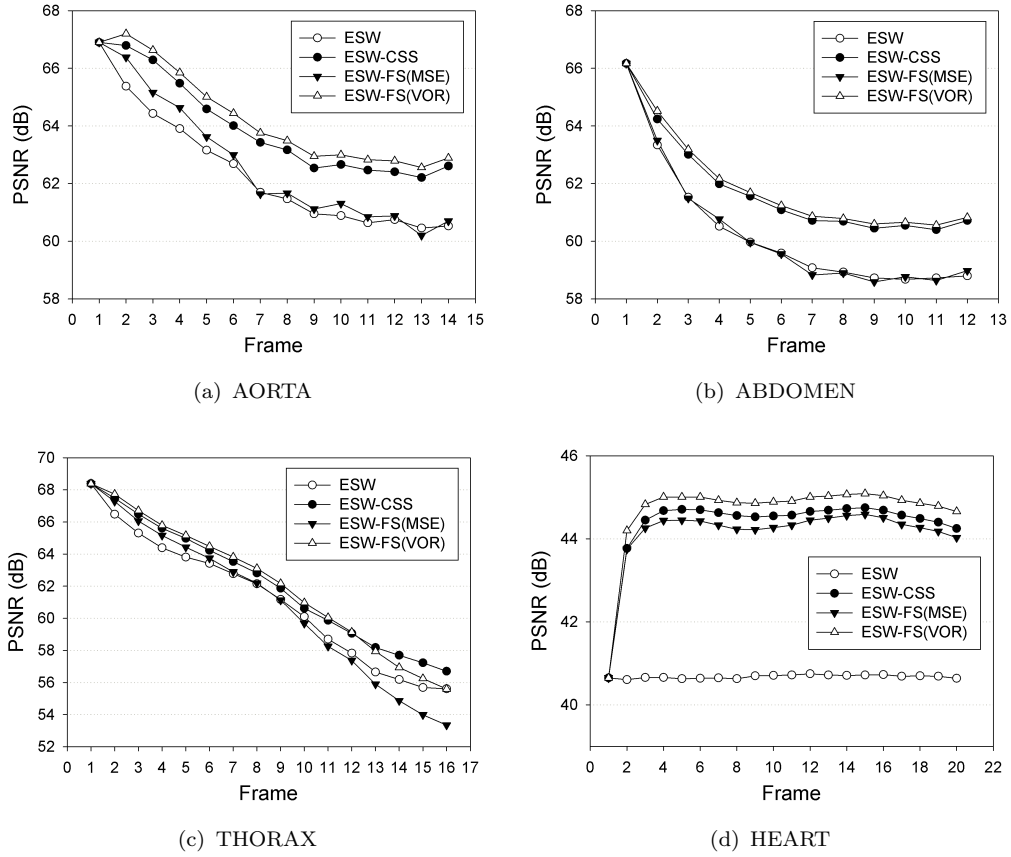 68
66
64
62
60
58
PSNR (dB)
ESW
ESW-CSS
ESW-FS(MSE)
ESW-FS(VOR)
0 1 2 3 4 5 6 7 8 9 10 11 12 13 14 15
Frame
(a) AORTA
68
66
64
62
60
58
PSNR (dB)
ESW
ESW-CSS
ESW-FS(MSE)
ESW-FS(VOR)
0 1 2 3 4 5 6 7 8 9 10 11 12 13
Frame
(b) ABDOMEN
70
68
66
64
62
60
58
56
54
52
PSNR (dB)
ESW
ESW-CSS
ESW-FS(MSE)
ESW-FS(VOR)
0 1 2 3 4 5 6 7 8 9 10 11 12 13 14 15 16 17
Frame
(c) THORAX
46
44
42
40
PSNR (dB)
ESW
ESW-CSS
ESW-FS(MSE)
ESW-FS(VOR)
0 2 4 6 8 10 12 14 16 18 20 22
Frame
(d) HEART